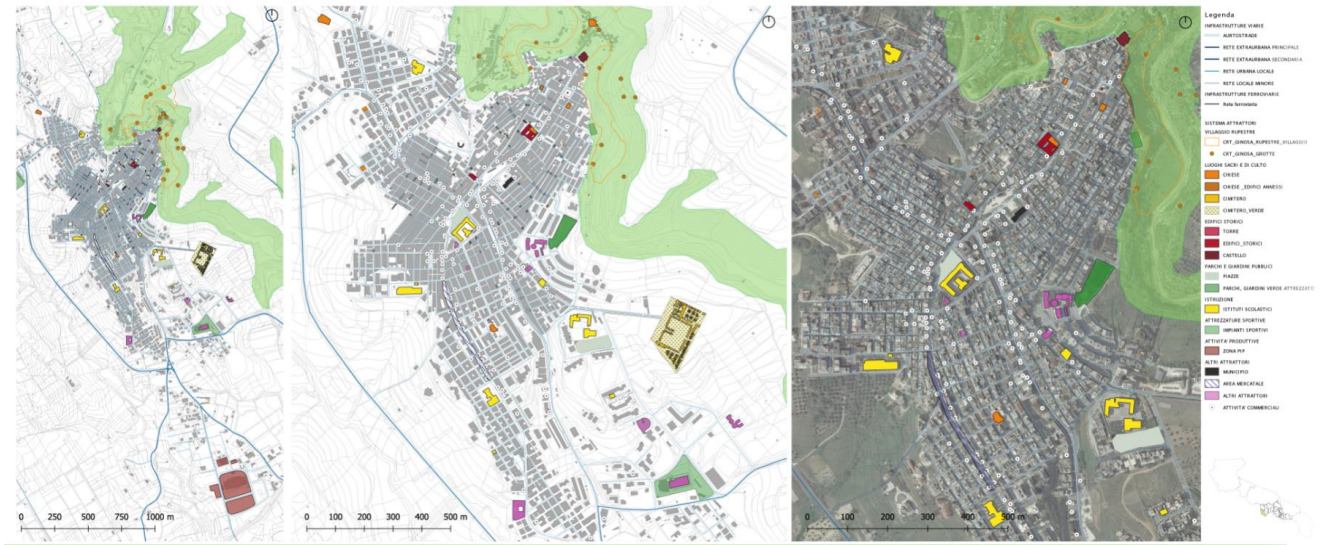 Legenda
INFRASTRUTTURE VIARIE
AURTOSTRADE
RETE EXTRAURBANA PRINCIPALE
RETE EXTRAURBANA SECONDARIA
RETE URBANA LOCALE
RETE LOCALE MINORE
INFRASTRUTTURE FERROVIARIE
Rete ferroviaria
SISTEMA ATTRATTORI
VILLAGGIO RUPESTRE
CRT_GINOSA_RUPESTRE_VILLAGGIO
CRT_GINOSA_GROTTE
LUOGHI SACRI E DI CULTO
CHIESE
CHIESE _EDIFICI ANNESSI
CIMITERO
CIMITERO_VERDE
EDIFICI STORICI
TORRE
EDIFICI_STORICI
CASTELLO
PARCHI E GIARDINI PUBBLICI
PIAZZE
PARCHI, GIARDINI VERDE ATTREZZATO
ISTRUZIONE
ISTITUTI SCOLASTICI
ATTREZZATURE SPORTIVE
IMPIANTI SPORTIVI
ATTIVITA' PRODUTTIVE
ZONA PIP
ALTRI ATTRATTORI
MUNICIPIO
AREA MERCATALE
ALTRI ATTRATTORI
ATTIVITA' COMMERCIALI
0 250 500 750 1000 m
0 100 200 300 400 500 m
0 100 200 300 400 500 m